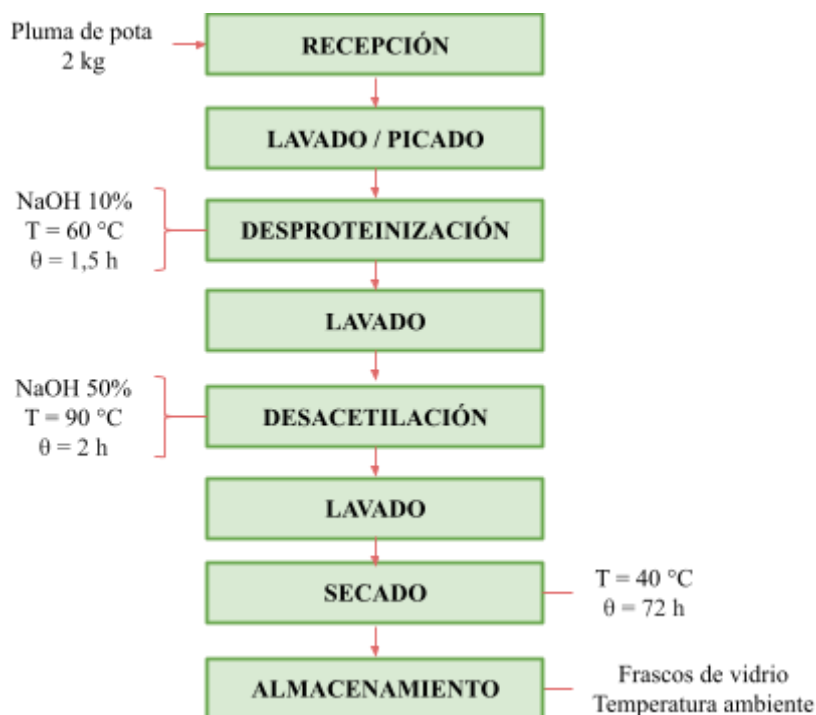 Pluma de pota
2 kg
RECEPCIÓN
LAVADO / PICADO
NaOH 10%
T = 60 °C
θ = 1,5 h
DESPROTEINIZACIÓN
LAVADO
NaOH 50%
T = 90 °C
θ = 2 h
DESACETILACIÓN
LAVADO
SECADO
T = 40 °C
θ = 72 h
ALMACENAMIENTO
Frascos de vidrio
Temperatura ambiente